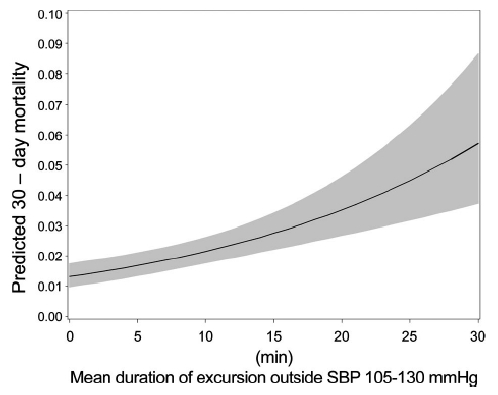 0.10
0.09
0.08
0.07
0.06
0.05
0.04
0.03
0.02
0.01
0.00
Predicted 30 – day mortality
0 5 10 15 20 25 30
(min)
Mean duration of excursion outside SBP 105-130 mmHg